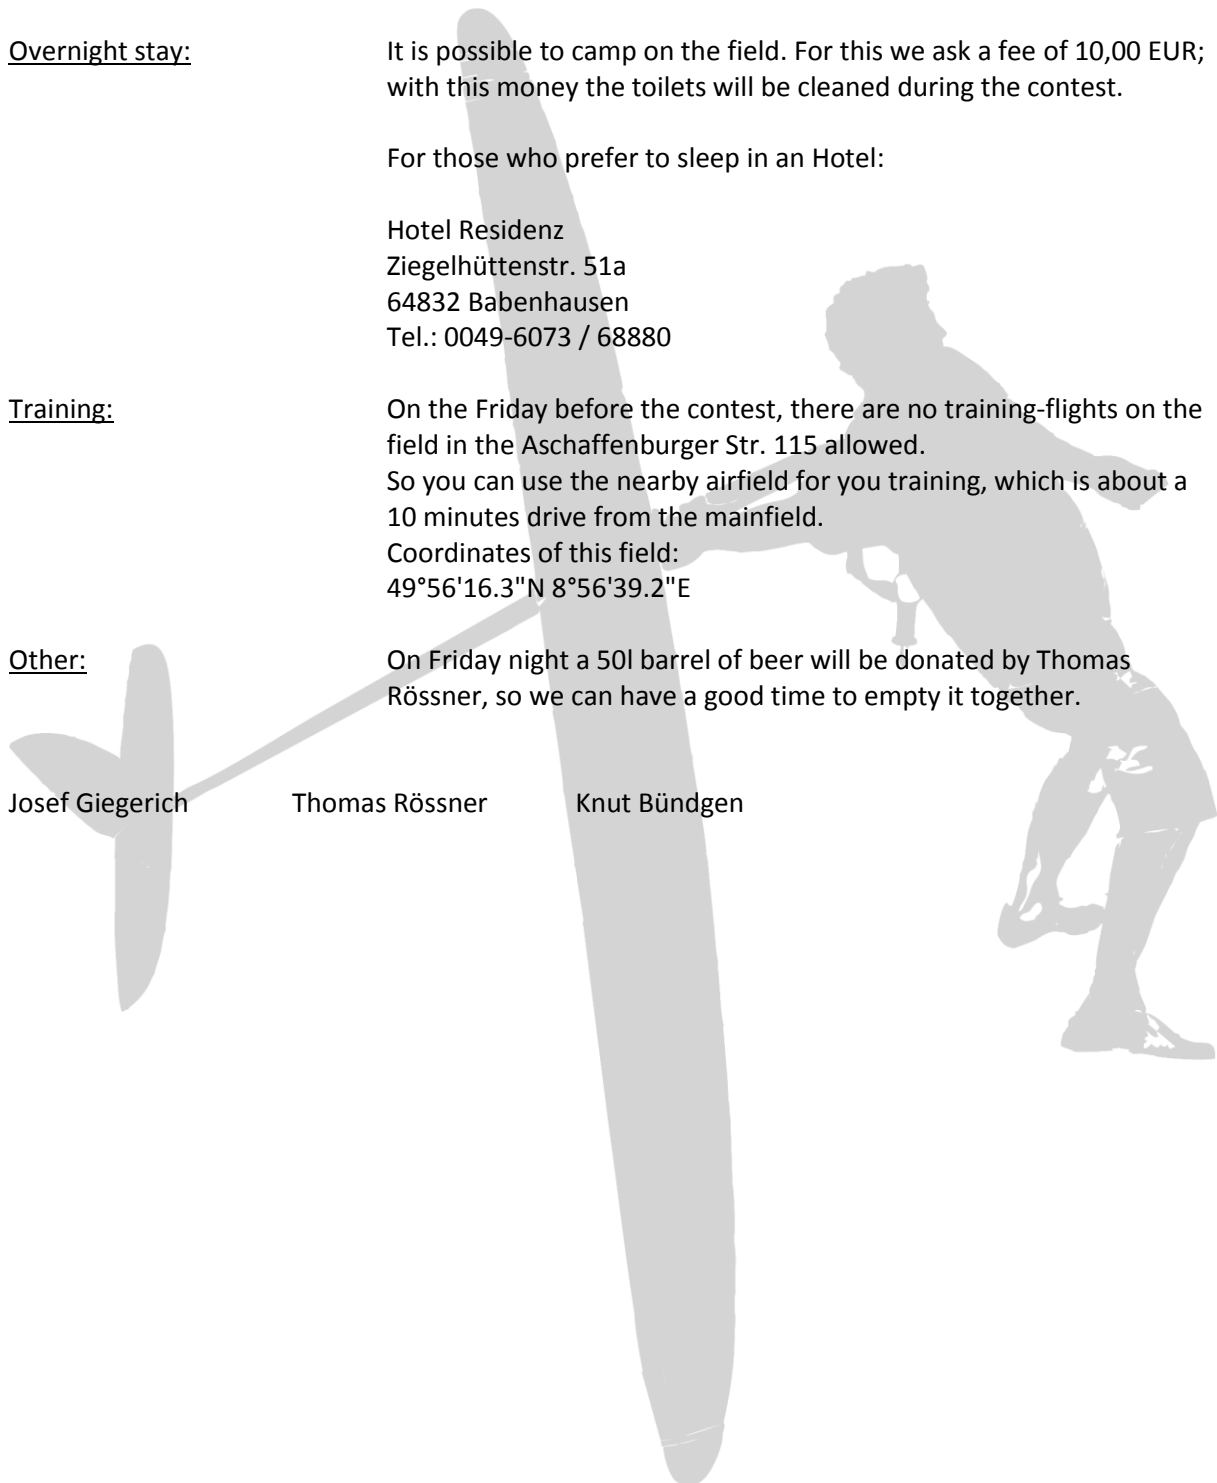 Overnight stay: It is possible to camp on the field. For this we ask a fee of 10,00 EUR;
with this money the toilets will be cleaned during the contest.
For those who prefer to sleep in an Hotel:
Hotel Residenz
Ziegelhüttenstr. 51a
64832 Babenhausen
Tel.: 0049-6073 / 68880
Training: On the Friday before the contest, there are no training-flights on the
field in the Aschaffenburger Str. 115 allowed.
So you can use the nearby airfield for you training, which is about a
10 minutes drive from the mainfield.
Coordinates of this field:
49°56'16.3"N 8°56'39.2"E
Other: On Friday night a 50l barrel of beer will be donated by Thomas
Rössner, so we can have a good time to empty it together.
Josef Giegerich Thomas Rössner Knut Bündgen